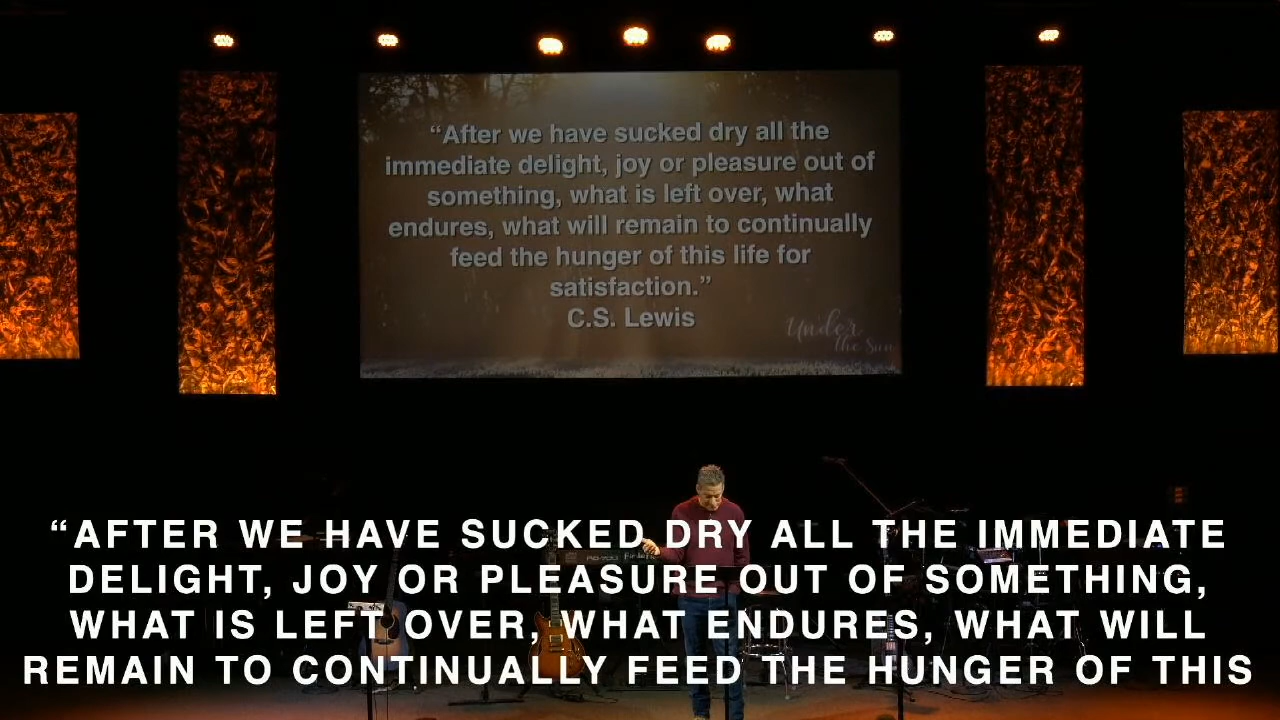 “After we have sucked dry all the
immediate delight, joy or pleasure out of
something, what is left over, what
endures, what will remain to continually
feed the hunger of this life for
satisfaction.”
C.S. Lewis
Under
the Sun
“AFTER WE HAVE SUCKED DRY ALL THE IMMEDIATE
DELIGHT, JOY OR PLEASURE OUT OF SOMETHING,
WHAT IS LEFT OVER, WHAT ENDURES, WHAT WILL
REMAIN TO CONTINUALLY FEED THE HUNGER OF THIS